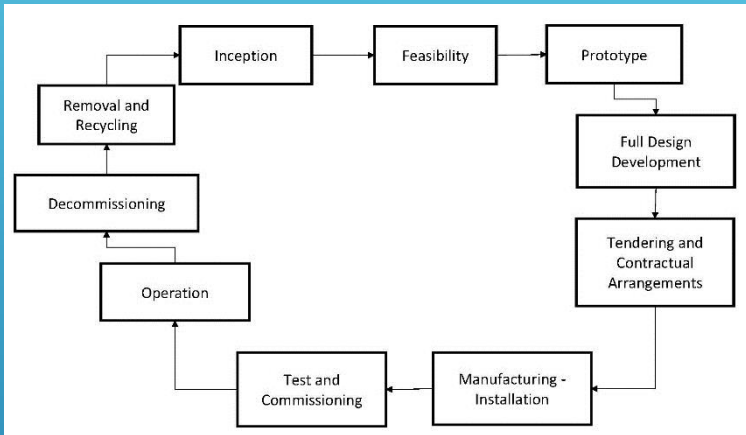 Inception
Feasibility
Prototype
Full Design
Development
Tendering and
Contractual
Arrangements
Manufacturing -
Installation
Test and
Commissioning
Operation
Decommissioning
Removal and
Recycling